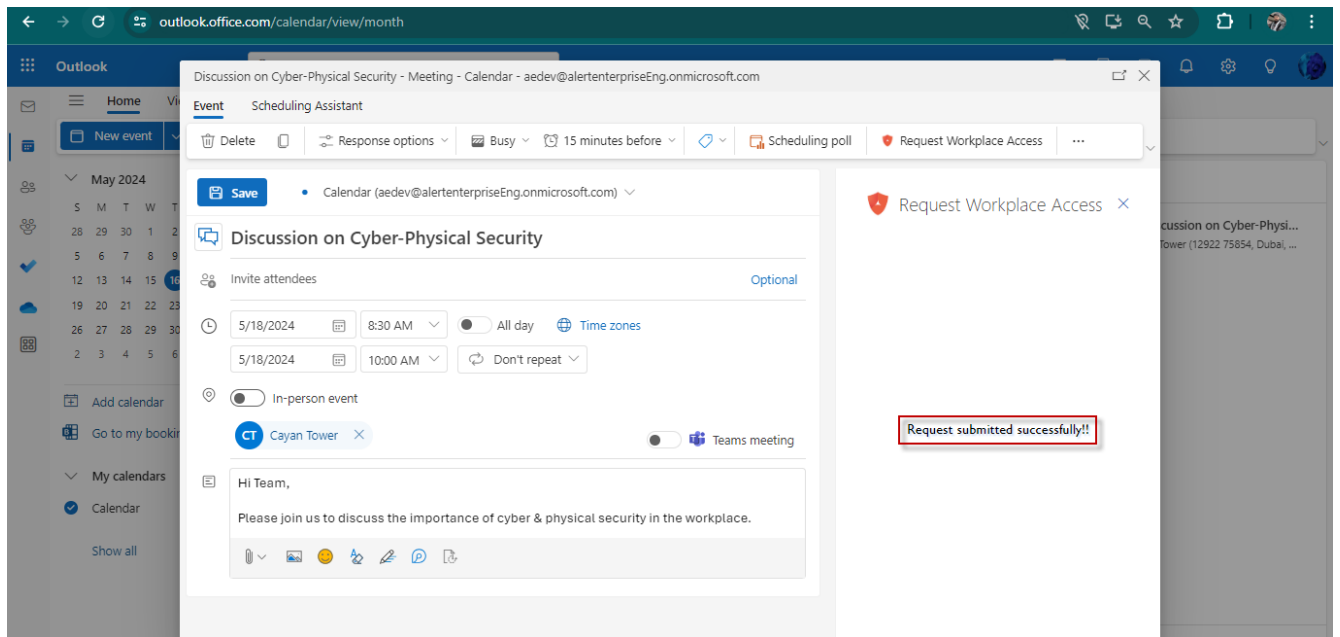 outlook.office.com/calendar/view/month
Outlook
Discussion on Cyber-Physical Security - Meeting - Calendar - aedev@alertenterpriseEng.onmicrosoft.com
Home
Event
Scheduling Assistant
New event
Delete
Response options
Busy
15 minutes before
Scheduling poll
Request Workplace Access
May 2024
S M T W T
28 29 30 1 2
5 6 7 8 9
12 13 14 15 16
19 20 21 22 23
26 27 28 29 30
2 3 4 5 6
Add calendar
Go to my bookin
My calendars
Calendar
Show all
Save
Calendar (aedev@alertenterpriseEng.onmicrosoft.com)
Discussion on Cyber-Physical Security
Invite attendees
Optional
5/18/2024
8:30 AM
All day
Time zones
5/18/2024
10:00 AM
Don't repeat
In-person event
CT
Cayan Tower
Teams meeting
Hi Team,
Please join us to discuss the importance of cyber & physical security in the workplace.
Request Workplace Access
Request submitted successfully!!
cussion on Cyber-Physi...
Tower (12922 75854, Dubai, ...